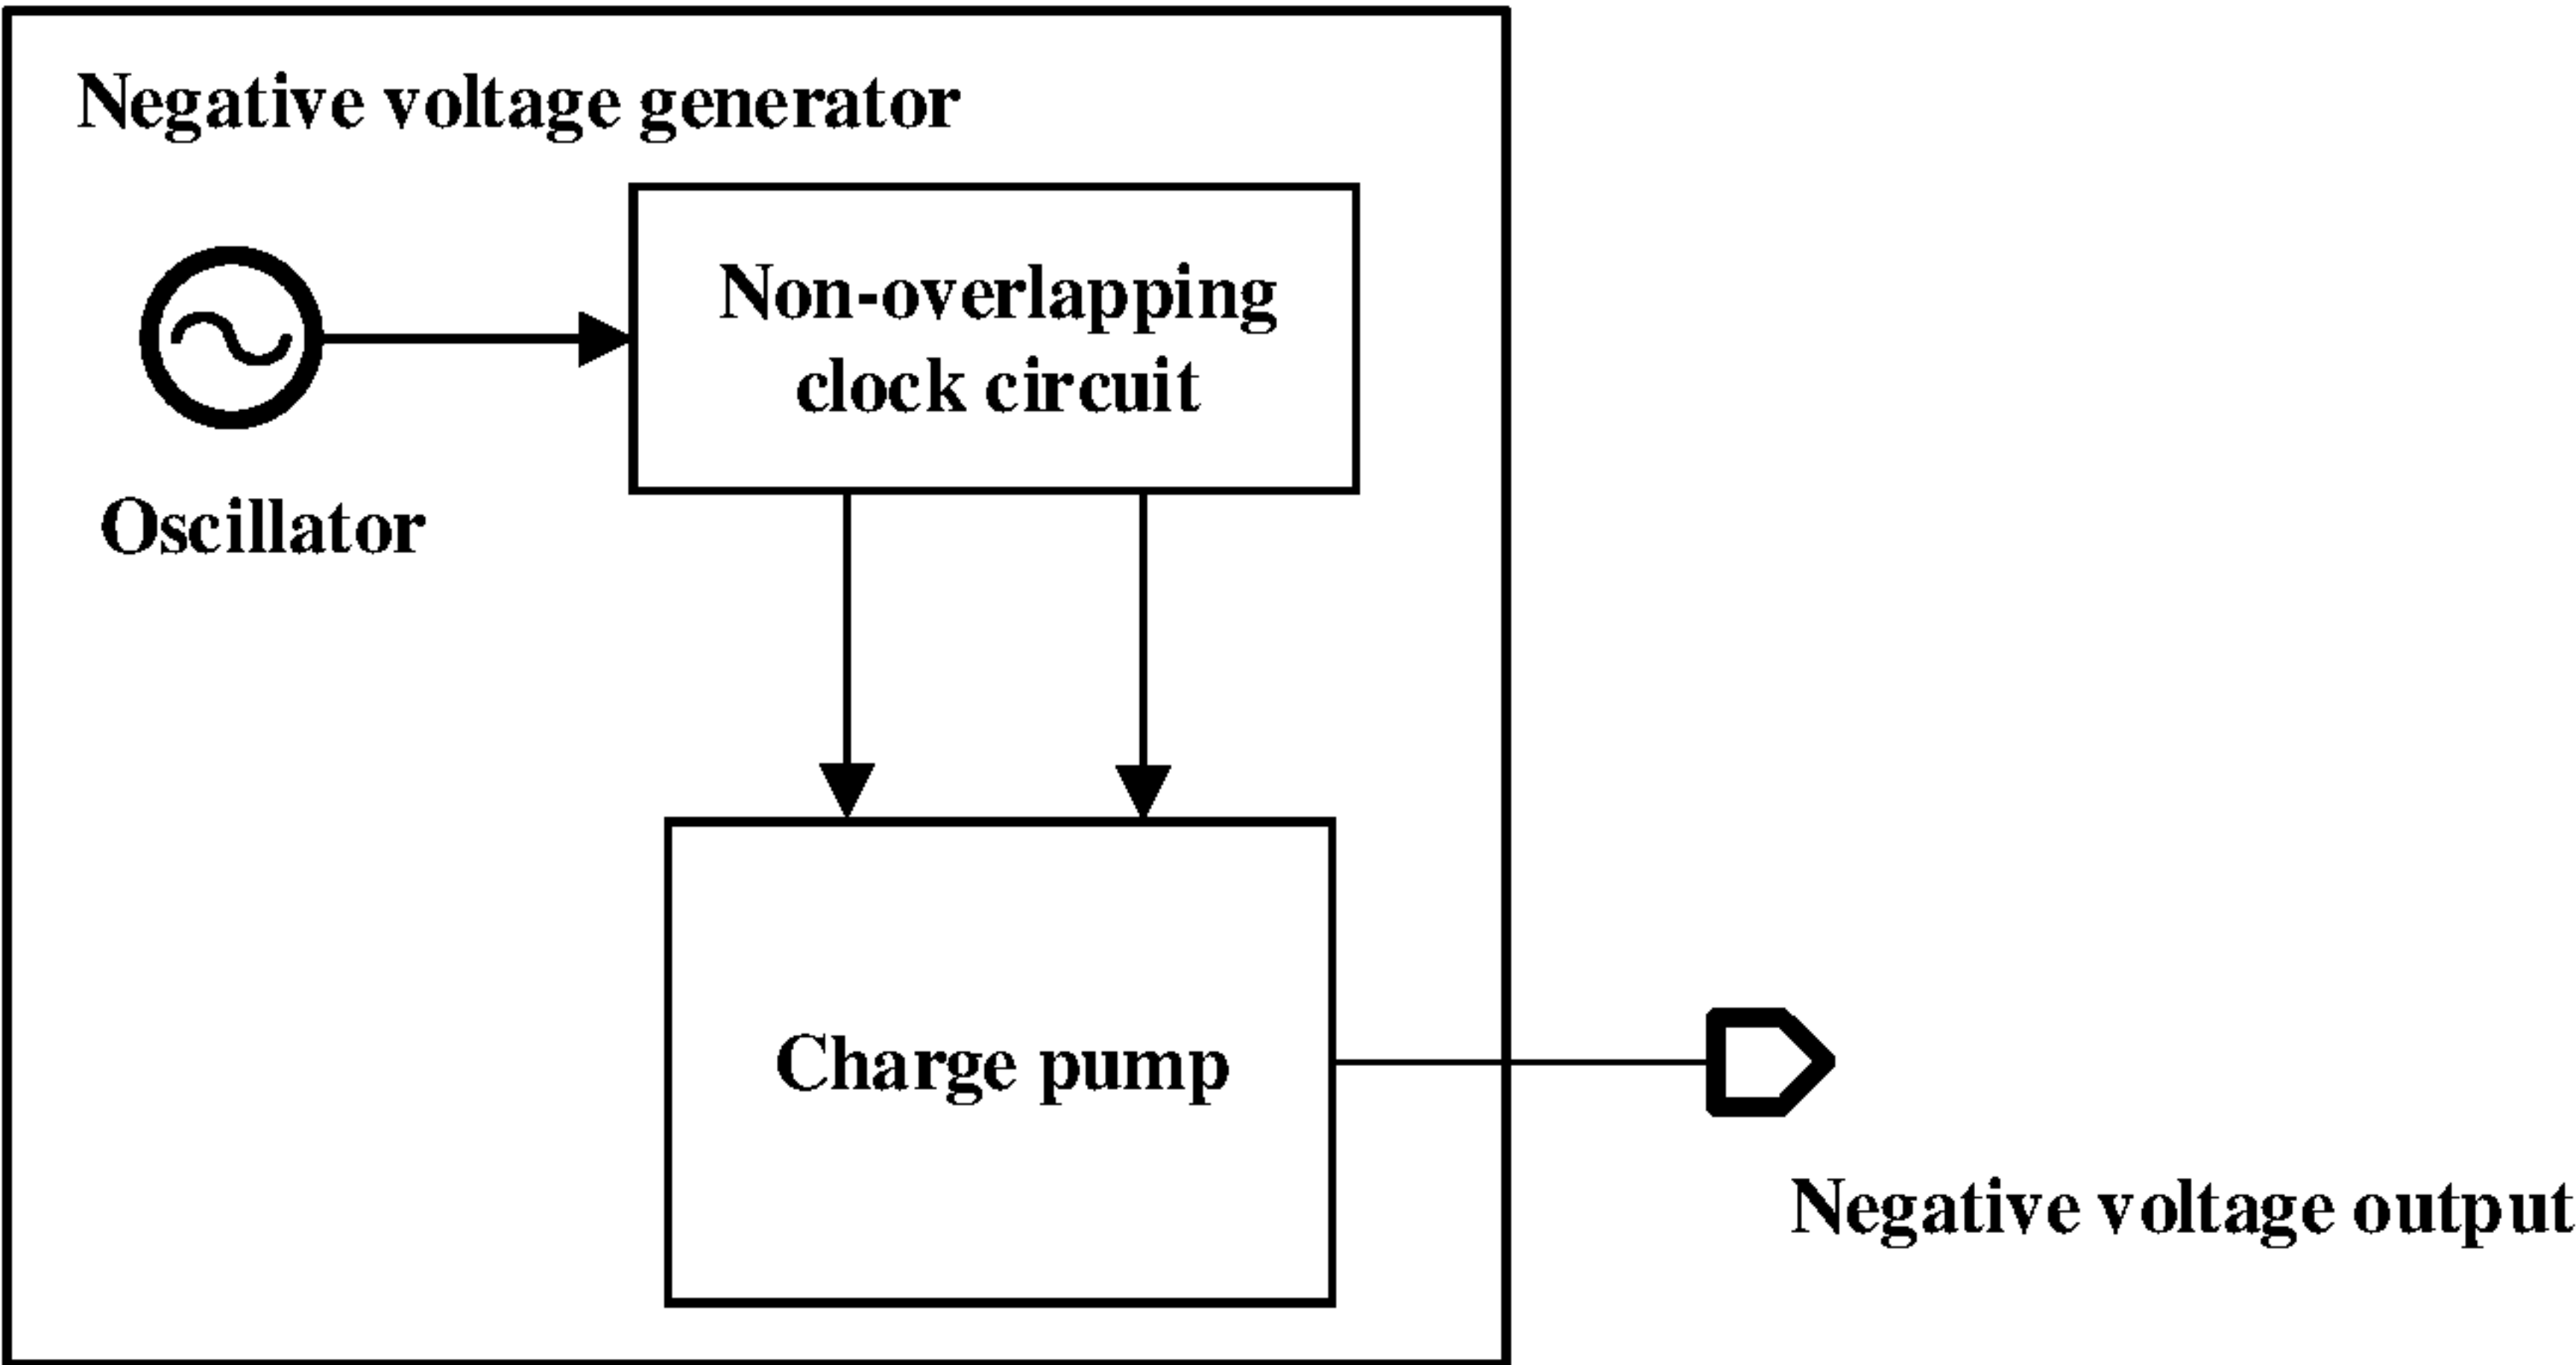 Negative voltage generator
Non-overlapping
clock circuit
Oscillator
Charge pump
Negative voltage output